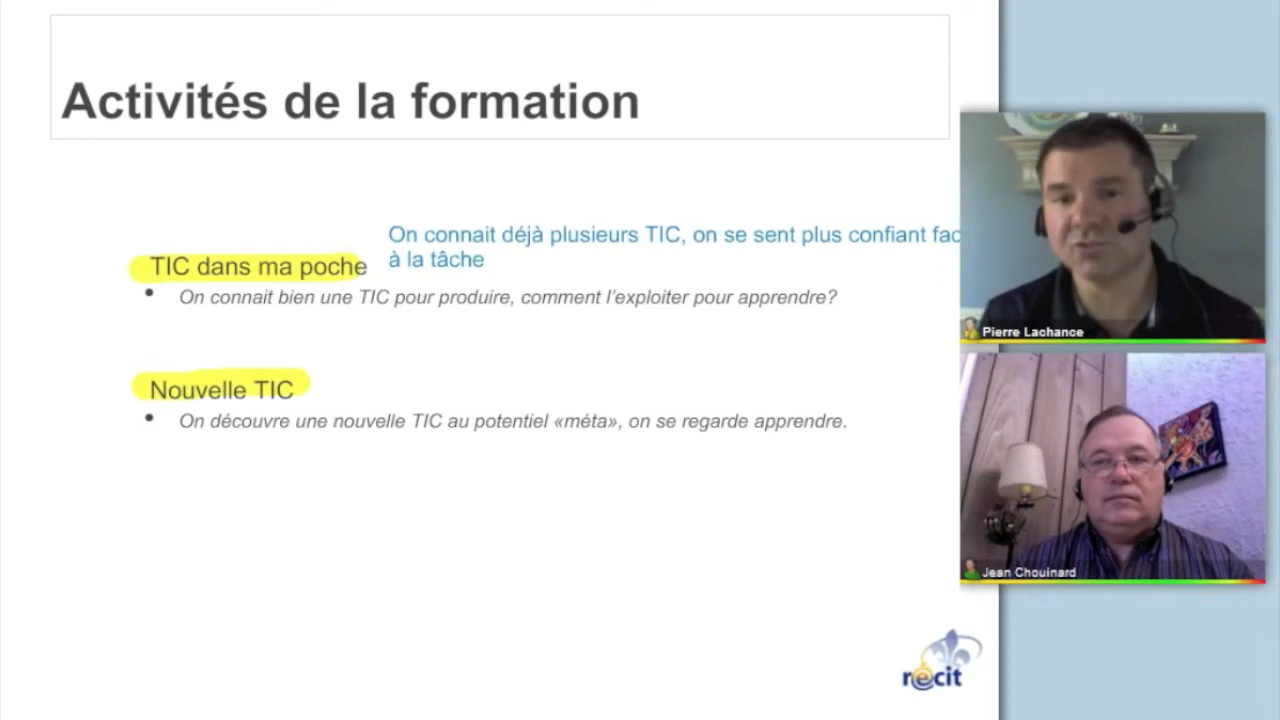 Activités de la formation
On connait déjà plusieurs TIC, on se sent plus confiant fac
à la tâche
TIC dans ma poche
• On connait bien une TIC pour produire, comment l'exploiter pour apprendre?
Nouvelle TIC
• On découvre une nouvelle TIC au potentiel «méta», on se regarde apprendre.
Pierre Lachance
Jean Chouinard
récit